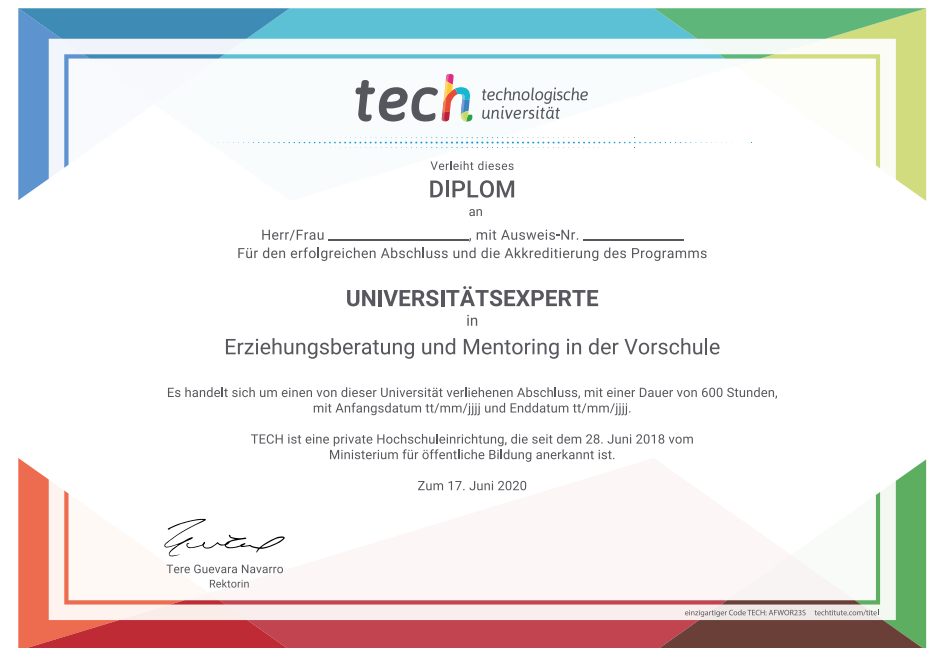 tech technologische
universität
Verleiht dieses
DIPLOM
an
Herr/Frau ____________________, mit Ausweis-Nr. ______________
Für den erfolgreichen Abschluss und die Akkreditierung des Programms
UNIVERSITÄTSEXPERTE
in
Erziehungsberatung und Mentoring in der Vorschule
Es handelt sich um einen von dieser Universität verliehenen Abschluss, mit einer Dauer von 600 Stunden,
mit Anfangsdatum tt/mm/jjjj und Enddatum tt/mm/jjjj.
TECH ist eine private Hochschuleinrichtung, die seit dem 28. Juni 2018 vom
Ministerium für öffentliche Bildung anerkannt ist.
Zum 17. Juni 2020
Tere Guevara Navarro
Rektorin
einzigartiger Code TECH: AFWOR23S techtitute.com/titel